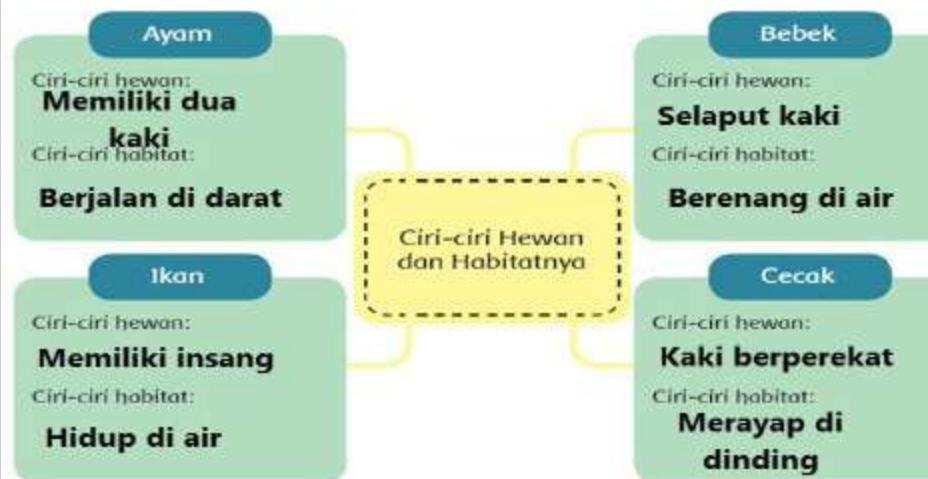 Ayam
Ciri-ciri hewan:
Memiliki dua
kaki
Ciri-ciri habitat:
Berjalan di darat
Bebek
Ciri-ciri hewan:
Selaput kaki
Ciri-ciri habitat:
Berenang di air
Ciri-ciri Hewan
dan Habitatnya
Ikan
Ciri-ciri hewan:
Memiliki insang
Ciri-ciri habitat:
Hidup di air
Cecak
Ciri-ciri hewan:
Kaki berperekat
Ciri-ciri habitat:
Merayap di
dinding